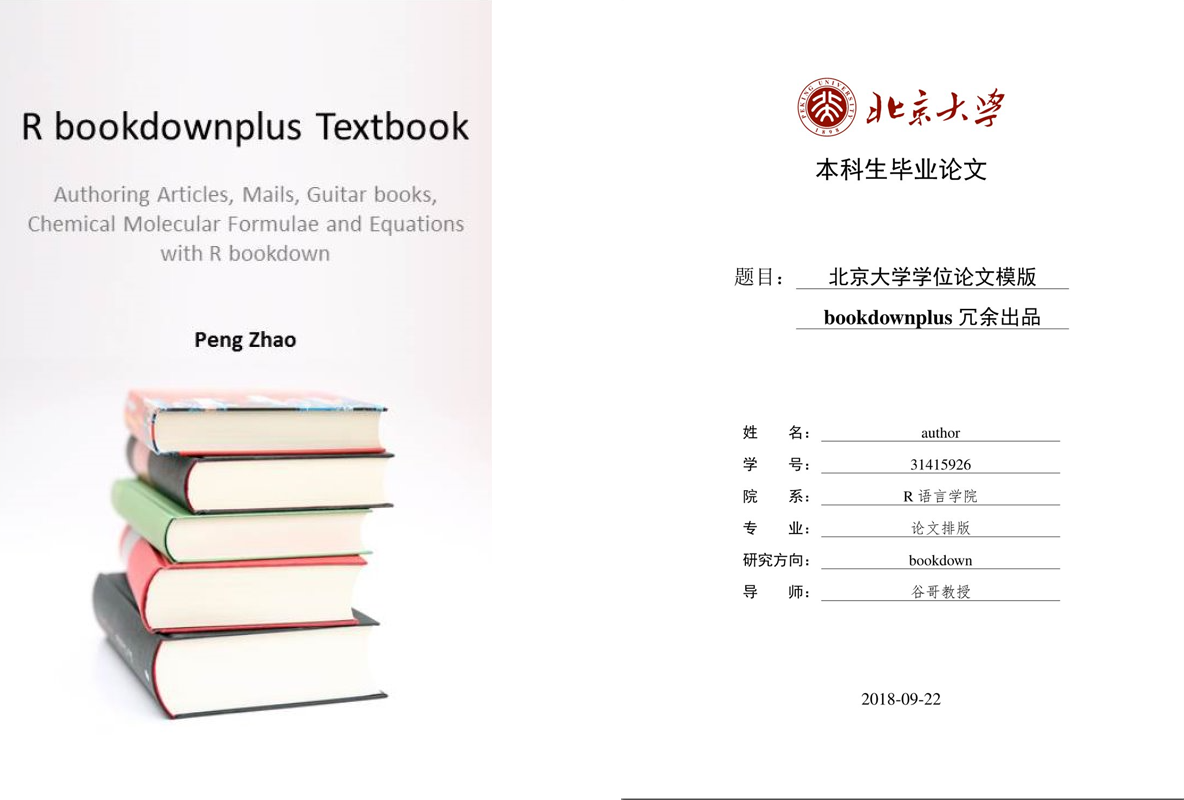 R bookdownplus Textbook
Authoring Articles, Mails, Guitar books,
Chemical Molecular Formulae and Equations
with R bookdown
Peng Zhao
PEKING UNIVERSITY
1898
北京大学
本科生毕业论文
题目： 北京大学学位论文模版
bookdownplus 冗余出品
姓 名： author
学 号： 31415926
院 系： R 语言学院
专 业： 论文排版
研究方向： bookdown
导 师： 谷哥教授
2018-09-22